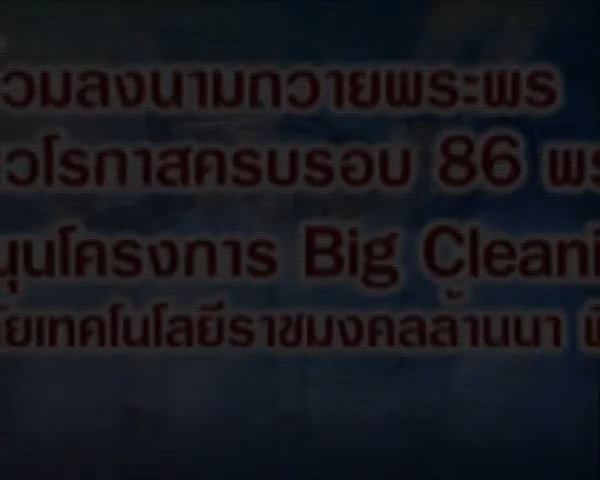 ร่วมลงนามถวายพระพร
วโรกาสครบรอบ 86 พร
นุนโครงการ Big Cleani
ัยเทคโนโลยีราชมงคลล้านนา พิ